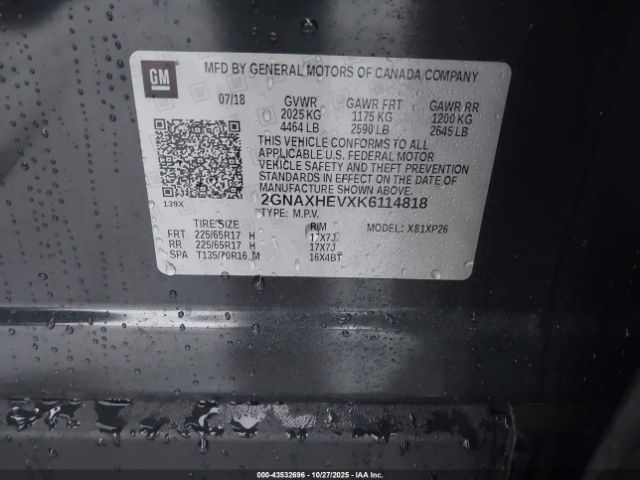 GM
MFD BY GENERAL MOTORS OF CANADA COMPANY
07/18 GVWR GAWR FRT GAWR RR
2025 KG 1175 KG 1200 KG
4464 LB 2590 LB 2645 LB
THIS VEHICLE CONFORMS TO ALL
APPLICABLE U.S. FEDERAL MOTOR
VEHICLE SAFETY AND THEFT PREVENTION
STANDARDS IN EFFECT ON THE DATE OF
MANUFACTURE SHOWN ABOVE.
139X 2GNAXHEVXK6114818
TYPE: M.P.V. MODEL: X81XP26
TIRE SIZE RIM
FRT 225/65R17 H 17X7J
RR 225/65R17 H 17X7J
SPA T135/70R16 M 16X4BT
© 000-43532696 | 10/27/2025 | IAAI.COM